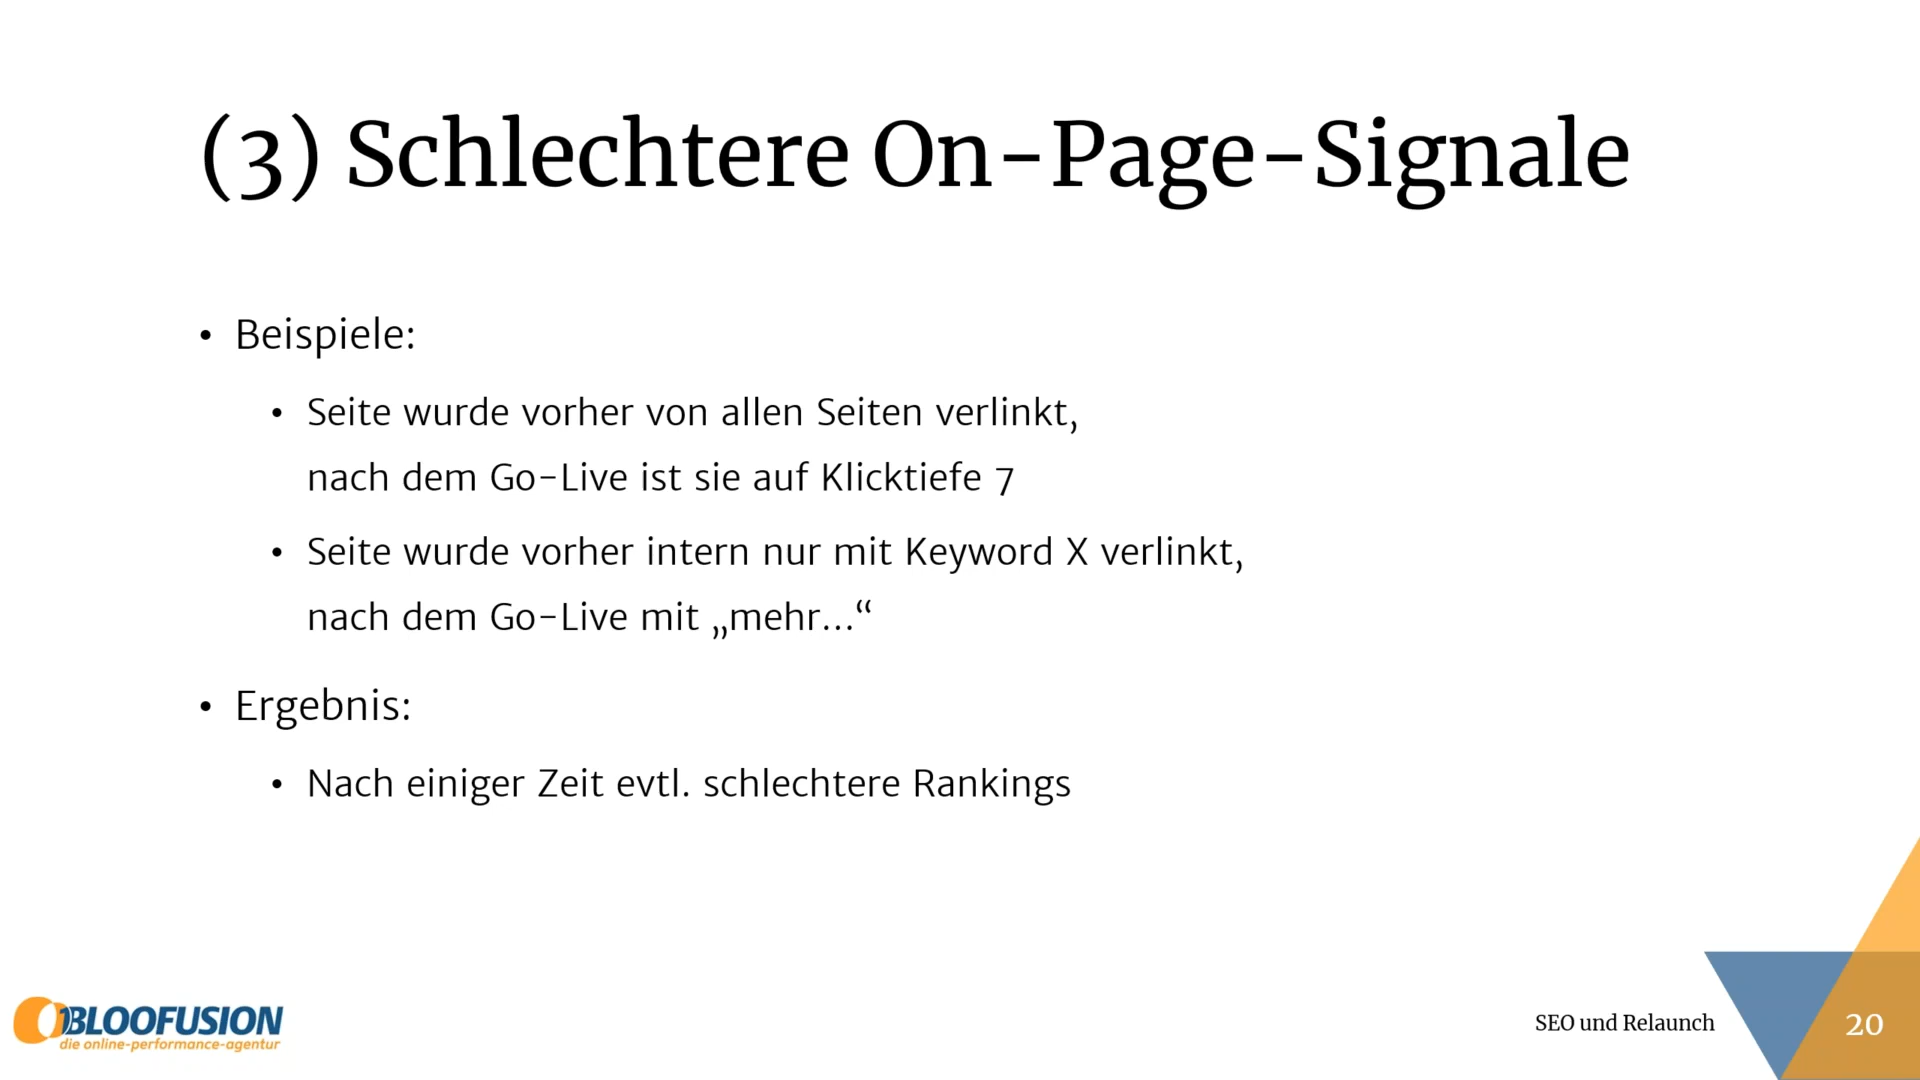 (3) Schlechtere On-Page-Signale
• Beispiele:
• Seite wurde vorher von allen Seiten verlinkt,
nach dem Go-Live ist sie auf Klicktiefe 7
• Seite wurde vorher intern nur mit Keyword X verlinkt,
nach dem Go-Live mit „mehr…“
• Ergebnis:
• Nach einiger Zeit evtl. schlechtere Rankings
BLOOFUSION
die online-performance-agentur
SEO und Relaunch
20